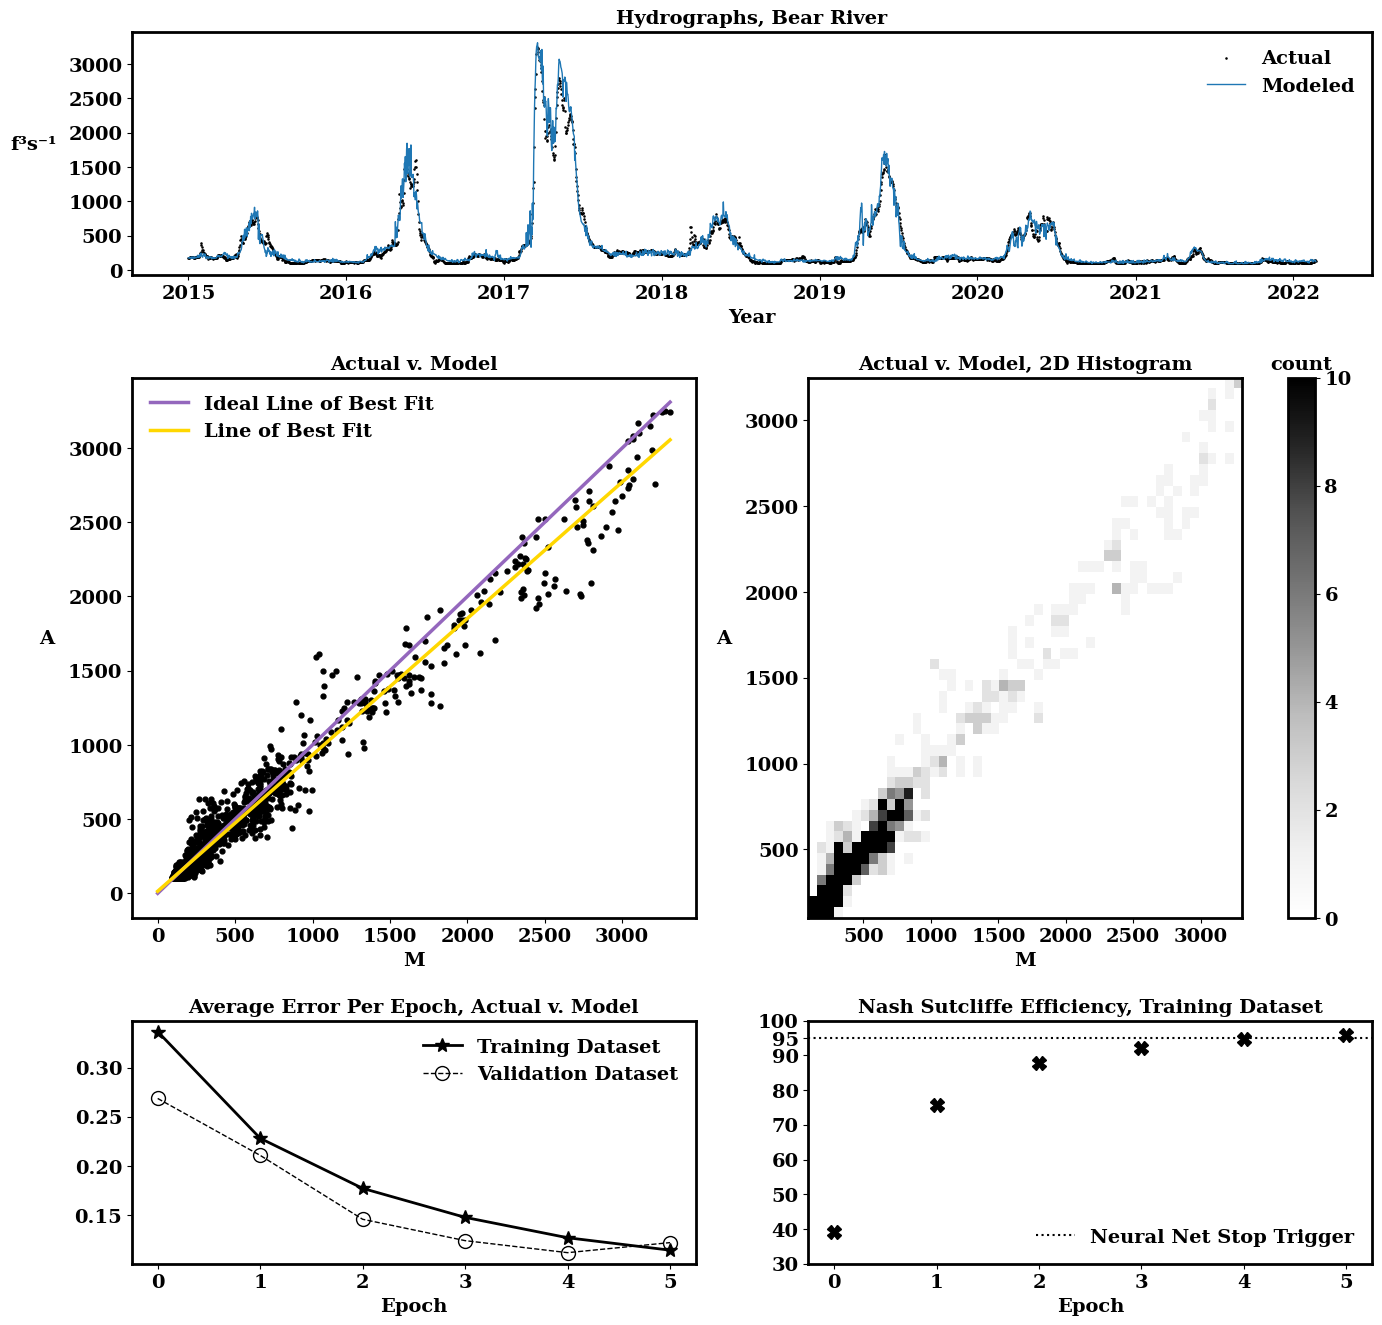 Hydrographs, Bear River
3000
2500
2000
1500
1000
500
0
f³s⁻¹
Actual
Modeled
2015 2016 2017 2018 2019 2020 2021 2022
Year
Actual v. Model
Ideal Line of Best Fit
Line of Best Fit
3000
2500
2000
1500
1000
500
0
A
0 500 1000 1500 2000 2500 3000
M
Actual v. Model, 2D Histogram
3000
2500
2000
1500
1000
500
A
500 1000 1500 2000 2500 3000
M
count
10
8
6
4
2
0
Average Error Per Epoch, Actual v. Model
Training Dataset
Validation Dataset
0.30
0.25
0.20
0.15
0 1 2 3 4 5
Epoch
Nash Sutcliffe Efficiency, Training Dataset
100
95
90
80
70
60
50
40
30
Neural Net Stop Trigger
0 1 2 3 4 5
Epoch